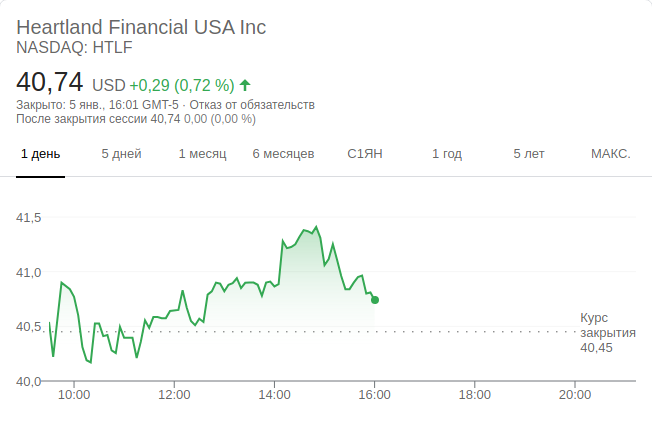 Heartland Financial USA Inc
NASDAQ: HTLF
40,74 USD +0,29 (0,72 %)
Закрыто: 5 янв., 16:01 GMT-5 · Отказ от обязательств
После закрытия сессии 40,74 0,00 (0,00 %)
1 день 5 дней 1 месяц 6 месяцев С1ЯН 1 год 5 лет МАКС.
41,5
41,0
40,5
40,0
Курс
закрытия
40,45
10:00 12:00 14:00 16:00 18:00 20:00